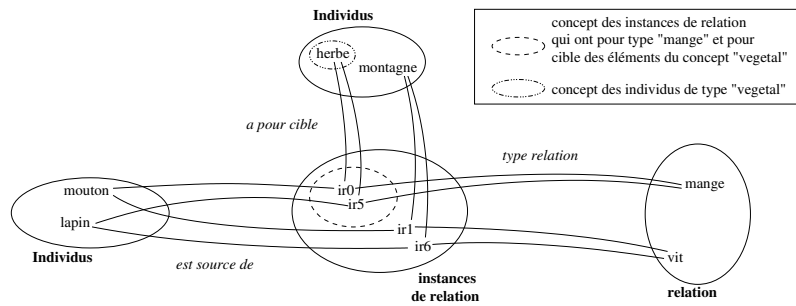 Individus
herbe
montagne
concept des instances de relation
qui ont pour type "mange" et pour
cible des éléments du concept "vegetal"
concept des individus de type "vegetal"
a pour cible
type relation
mouton
ir0
mange
ir5
lapin
ir1
ir6
vit
Individus
est source de
instances
de relation
relation